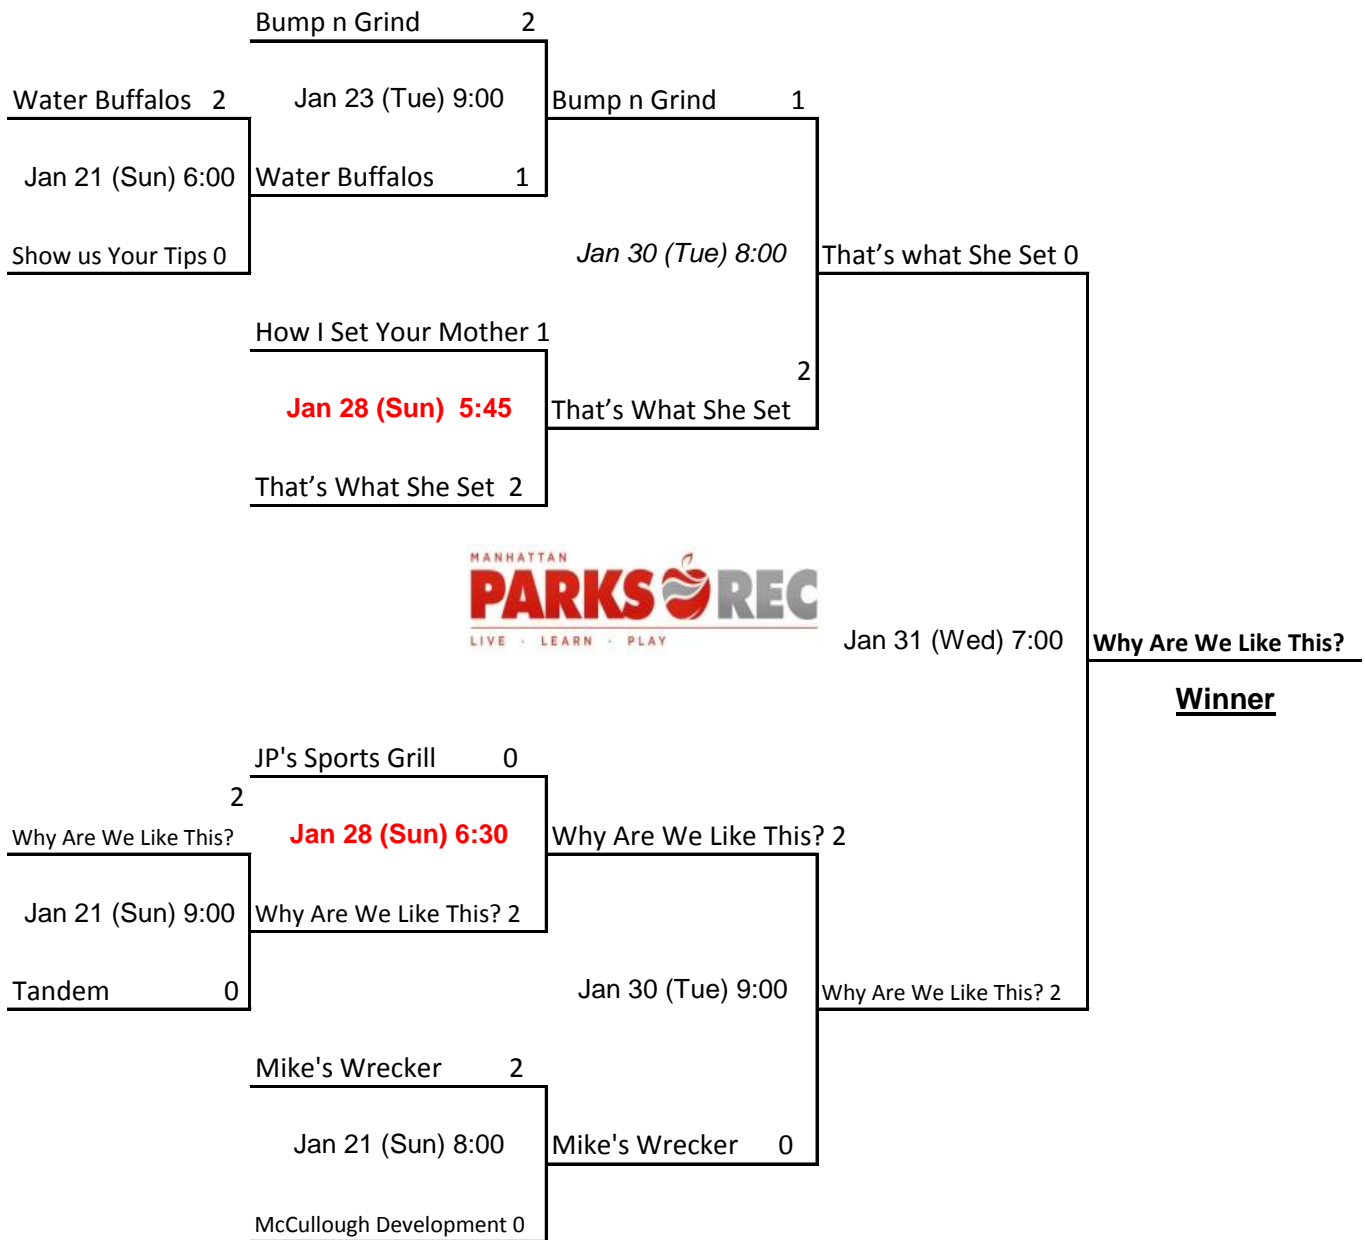 Bump n Grind 2
Water Buffalos 2
Jan 23 (Tue) 9:00
Bump n Grind 1
Jan 21 (Sun) 6:00
Water Buffalos 1
Show us Your Tips 0
Jan 30 (Tue) 8:00
That’s what She Set 0
How I Set Your Mother 1
2
Jan 28 (Sun) 5:45
That’s What She Set
That’s What She Set 2
MANHATTAN
PARKS REC
LIVE · LEARN · PLAY
Jan 31 (Wed) 7:00
Why Are We Like This?
Winner
JP's Sports Grill 0
2
Why Are We Like This?
Jan 28 (Sun) 6:30
Why Are We Like This? 2
Jan 21 (Sun) 9:00
Why Are We Like This? 2
Tandem 0
Jan 30 (Tue) 9:00
Why Are We Like This? 2
Mike's Wrecker 2
Jan 21 (Sun) 8:00
Mike's Wrecker 0
McCullough Development 0